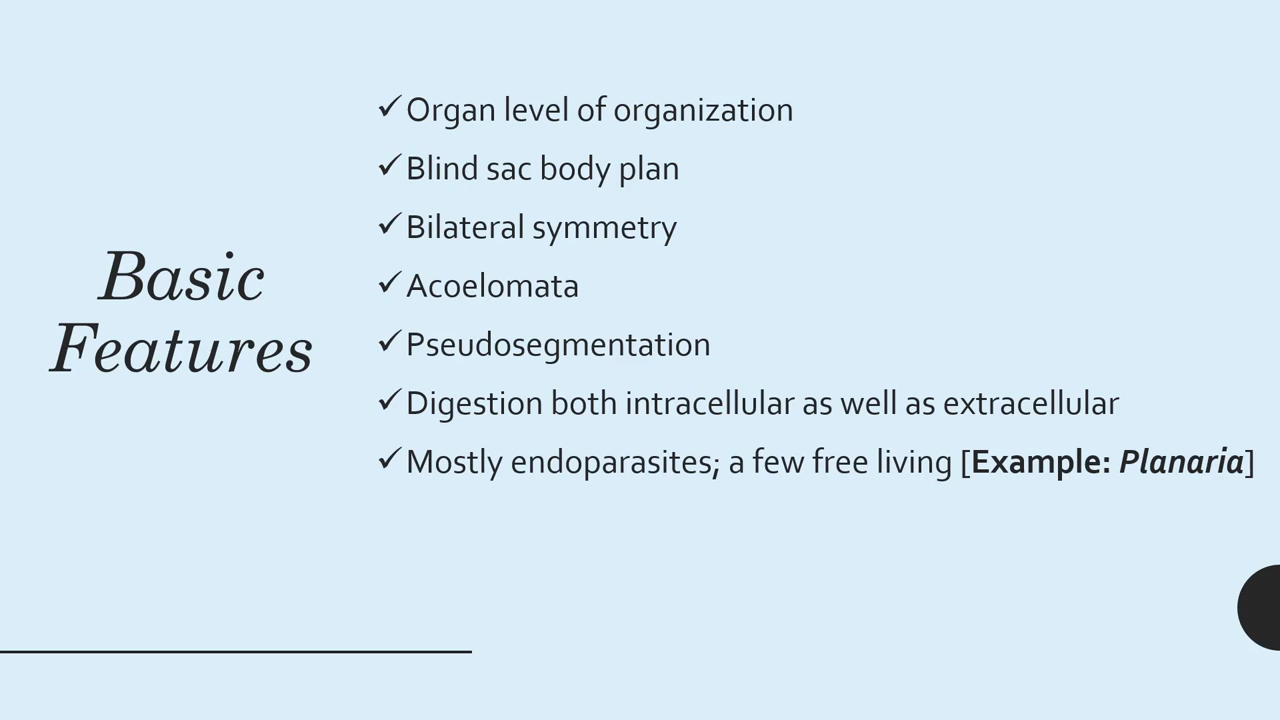 Basic
Features
✓Organ level of organization
✓Blind sac body plan
✓Bilateral symmetry
✓Acoelomata
✓Pseudosegmentation
✓Digestion both intracellular as well as extracellular
✓Mostly endoparasites; a few free living [Example: Planaria]